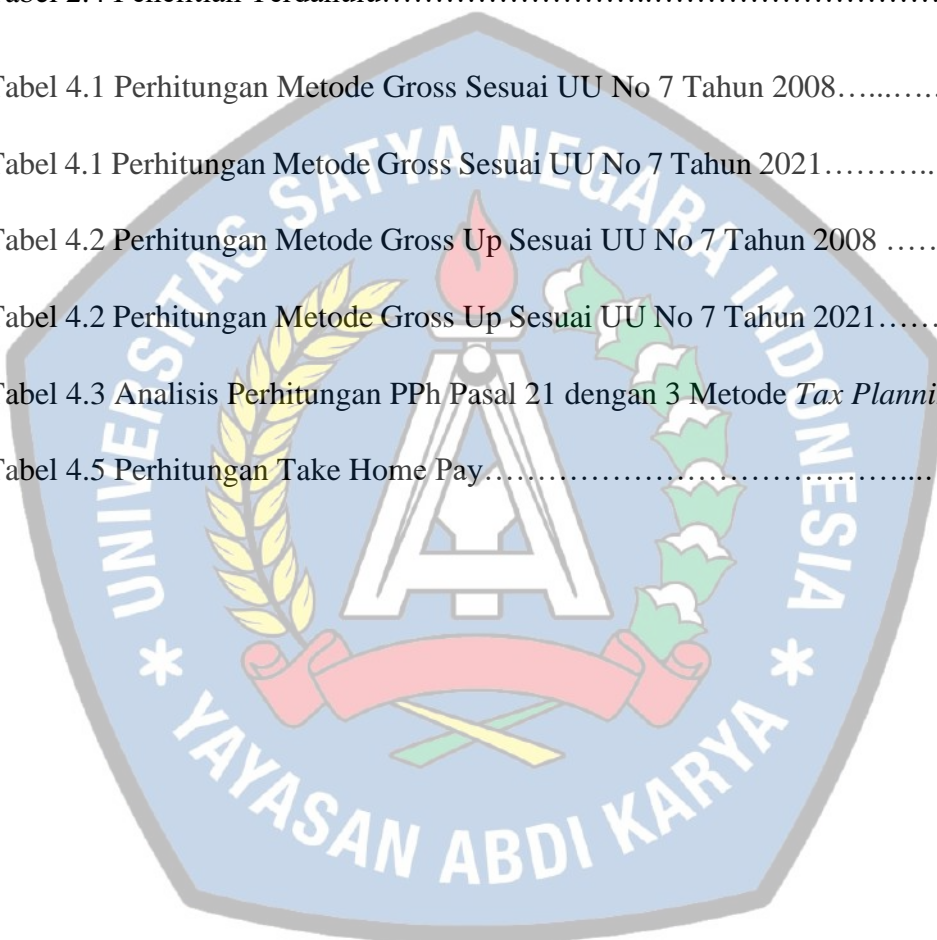 Tabel 2.4 Penelitian Terdahulu……………………..………………………
Tabel 4.1 Perhitungan Metode Gross Sesuai UU No 7 Tahun 2008…...……
Tabel 4.1 Perhitungan Metode Gross Sesuai UU No 7 Tahun 2021………..
Tabel 4.2 Perhitungan Metode Gross Up Sesuai UU No 7 Tahun 2008 ……
Tabel 4.2 Perhitungan Metode Gross Up Sesuai UU No 7 Tahun 2021……
Tabel 4.3 Analisis Perhitungan PPh Pasal 21 dengan 3 Metode Tax Planni
Tabel 4.5 Perhitungan Take Home Pay…………………………………....
UNIVERSITAS SATYA NEGARA INDONESIA
* YAYASAN ABDI KARYA *